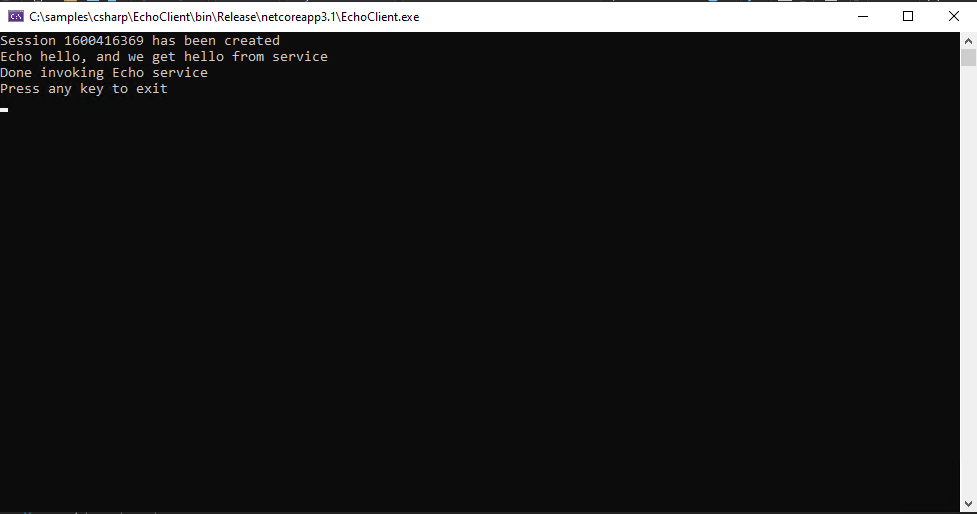 C:\samples\csharp\EchoClient\bin\Release\netcoreapp3.1\EchoClient.exe
Session 1600416369 has been created
Echo hello, and we get hello from service
Done invoking Echo service
Press any key to exit